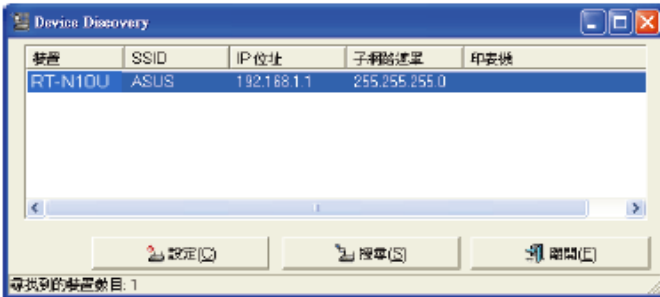 Device Discovery
裝置 SSID IP位址 子網路遮罩 印表機
RT-N10U ASUS 192.168.1.1 255.255.255.0
設定(C) 搜尋(S) 離開(E)
尋找到的裝置數目: 1